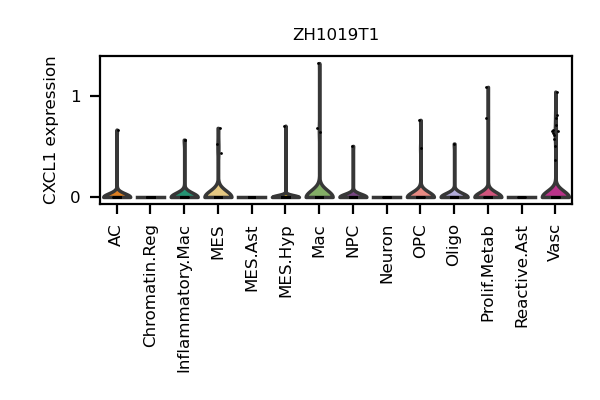 ZH1019T1
CXCL1 expression
1
0
AC
Chromatin.Reg
Inflammatory.Mac
MES
MES.Ast
MES.Hyp
Mac
NPC
Neuron
OPC
Oligo
Prolif.Metab
Reactive.Ast
Vasc